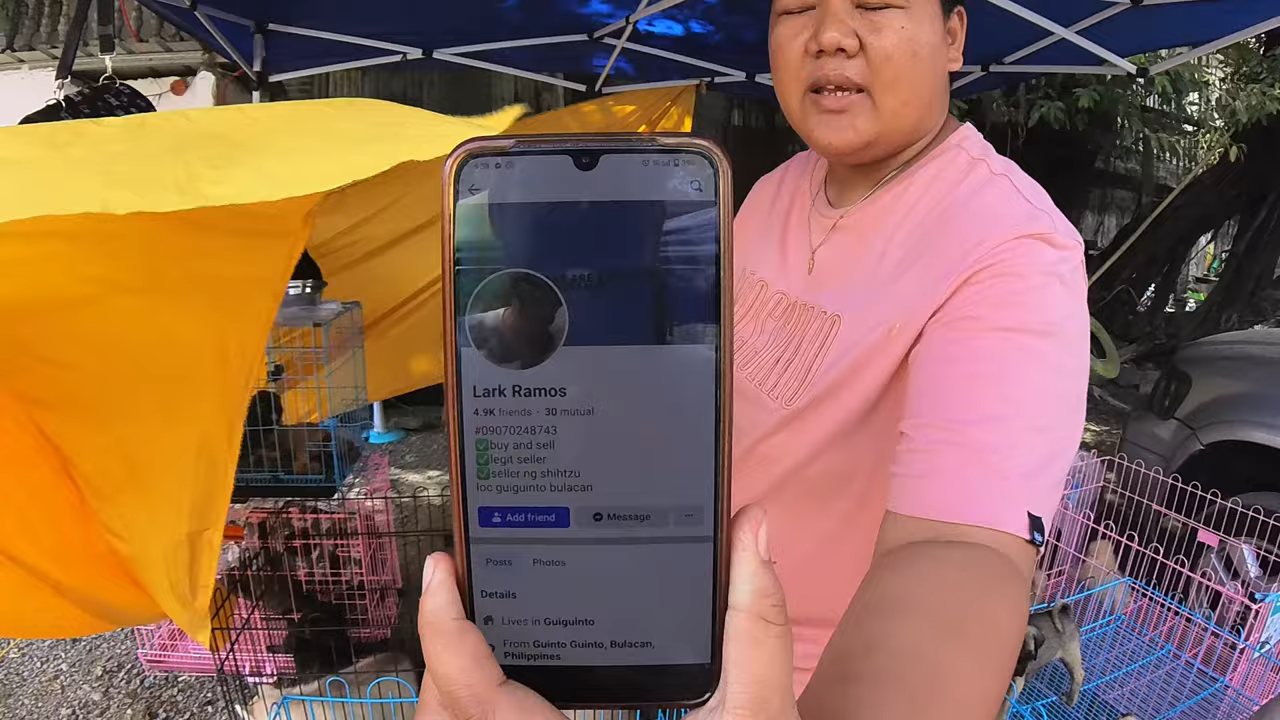 Lark Ramos
4.9K friends · 30 mutual
#09070248743
✅buy and sell
✅legit seller
✅seller ng shihtzu
loc guiguinto bulacan
Add friend
Message
Posts
Photos
Details
Lives in Guiguinto
From Guinto Guinto, Bulacan,
Philippines